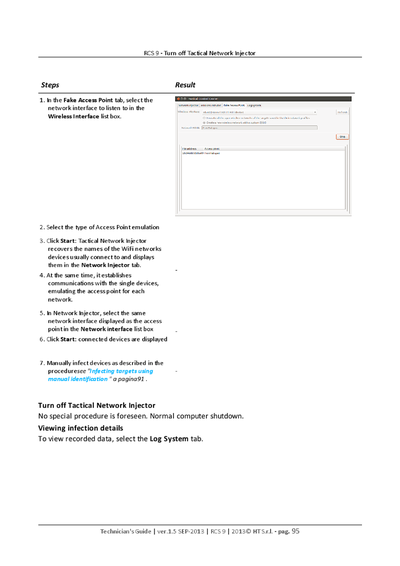 RCS 9 - Turn off Tactical Network Injector
Steps
Result
1. In the Fake Access Point tab, select the
network interface to listen to in the
Wireless Interface list box.
2. Select the type of Access Point emulation
3. Click Start: Tactical Network Injector
recovers the names of the Wifi networks
devices usually connect to and displays
them in the Network Injector tab.
-
4. At the same time, it establishes
communications with the single devices,
emulating the access point for each
network.
5. In Network Injector, select the same
network interface displayed as the access
point in the Network interface list box
-
6. Click Start: connected devices are displayed
7. Manually infect devices as described in the
proceduresee "Infecting targets using
manual identification " a pagina91 .
-
Turn off Tactical Network Injector
No special procedure is foreseen. Normal computer shutdown.
Viewing infection details
To view recorded data, select the Log System tab.
Technician's Guide | ver.1.5 SEP-2013 | RCS 9 | 2013© HT S.r.l. - pag. 95